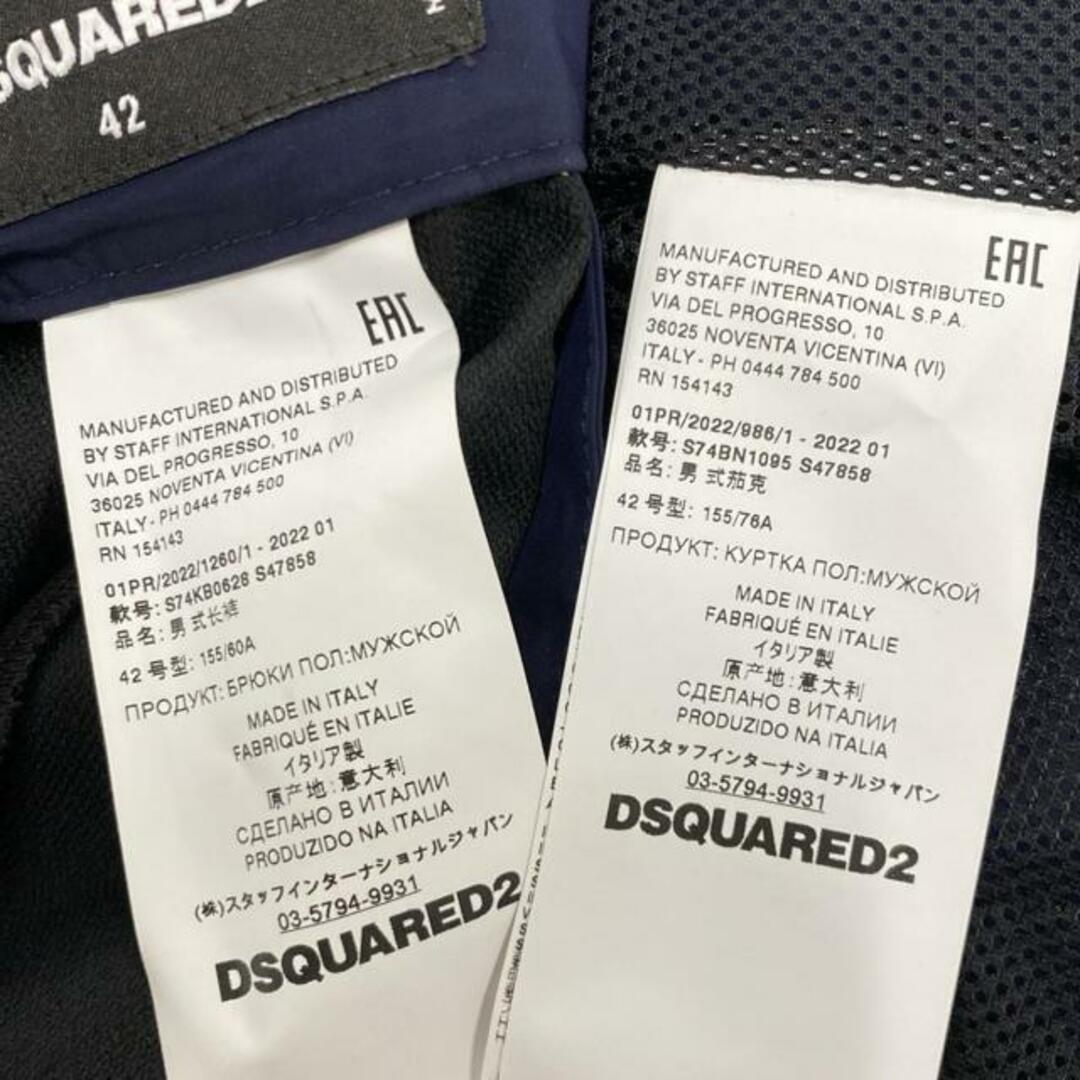 SQUARED2
42
EAC
MANUFACTURED AND DISTRIBUTED
BY STAFF INTERNATIONAL S.P.A.
VIA DEL PROGRESSO, 10
36025 NOVENTA VICENTINA (VI)
ITALY - PH 0444 784 500
RN 154143
01PR/2022/1260/1 - 2022 01
款号: S74KB0628 S47858
品名: 男式长裤
42 号型: 155/60A
ПРОДУКТ: БРЮКИ ПОЛ:МУЖСКОЙ
MADE IN ITALY
FABRIQUÉ EN ITALIE
イタリア製
原产地: 意大利
СДЕЛАНО В ИТАЛИИ
PRODUZIDO NA ITALIA
(株)スタッフインターナショナルジャパン
03-5794-9931
DSQUARED2
EAC
MANUFACTURED AND DISTRIBUTED
BY STAFF INTERNATIONAL S.P.A.
VIA DEL PROGRESSO, 10
36025 NOVENTA VICENTINA (VI)
ITALY - PH 0444 784 500
RN 154143
01PR/2022/986/1 - 2022 01
款号: S74BN1095 S47858
品名: 男 式茄克
42 号型: 155/76A
ПРОДУКТ: КУРТКА ПОЛ:МУЖСКОЙ
MADE IN ITALY
FABRIQUÉ EN ITALIE
イタリア製
原产地: 意大利
СДЕЛАНО В ИТАЛИИ
PRODUZIDO NA ITALIA
(株)スタッフインターナショナルジャパン
03-5794-9931
DSQUARED2